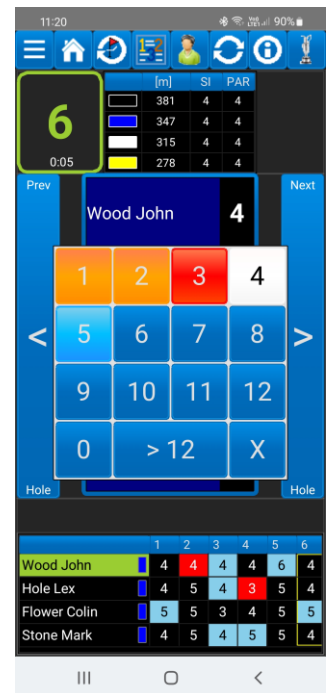 11:20 90%
[m] SI PAR
381 4 4
6 347 4 4
315 4 4
0:05 278 4 4
Prev Next
Wood John 4
1 2 3 4
< 5 6 7 8 >
9 10 11 12
0 > 12 X
Hole Hole
1 2 3 4 5 6
Wood John 4 4 4 4 6 4
Hole Lex 4 5 4 3 5 4
Flower Colin 5 5 3 4 5 5
Stone Mark 4 5 4 5 5 4